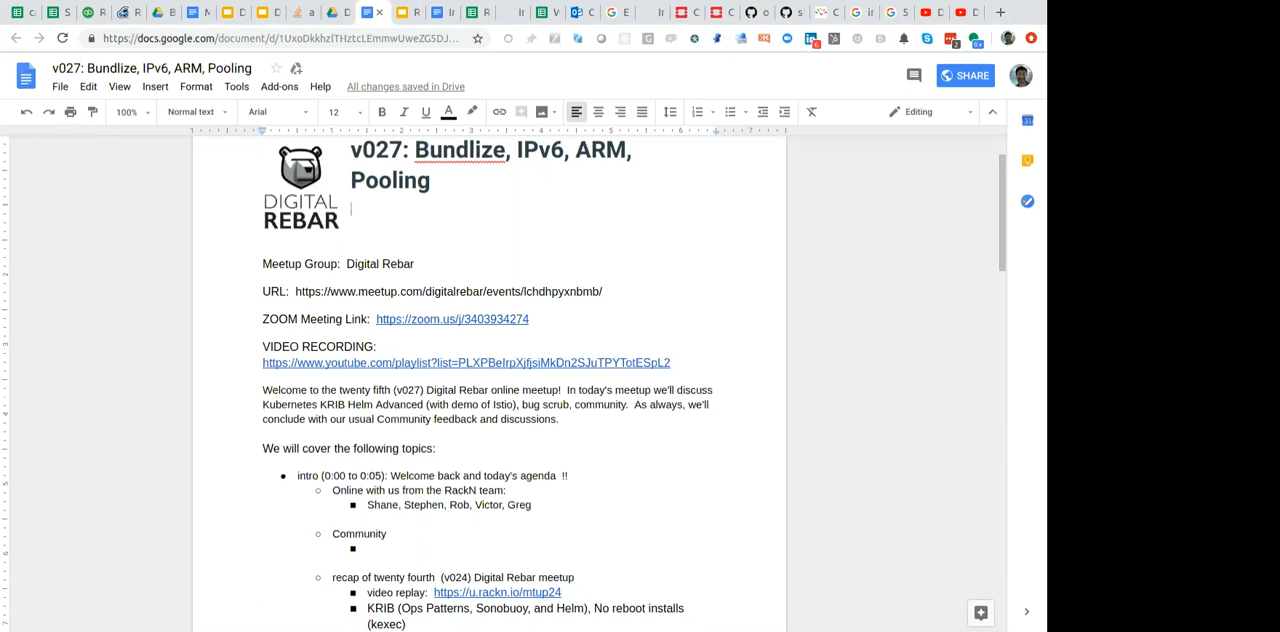 https://docs.google.com/document/d/1UxoDkkhzlTHztcLEmmwUweZG5DJ...
v027: Bundlize, IPv6, ARM, Pooling
File Edit View Insert Format Tools Add-ons Help All changes saved in Drive
SHARE
100% Normal text Arial 12 Editing
v027: Bundlize, IPv6, ARM,
Pooling
DIGITAL
REBAR
Meetup Group: Digital Rebar
URL: https://www.meetup.com/digitalrebar/events/lchdhpyxnbmb/
ZOOM Meeting Link: https://zoom.us/j/3403934274
VIDEO RECORDING:
https://www.youtube.com/playlist?list=PLXPBeIrpXjfjsiMkDn2SJuTPYTotESpL2
Welcome to the twenty fifth (v027) Digital Rebar online meetup! In today's meetup we'll discuss
Kubernetes KRIB Helm Advanced (with demo of Istio), bug scrub, community. As always, we'll
conclude with our usual Community feedback and discussions.
We will cover the following topics:
intro (0:00 to 0:05): Welcome back and today's agenda !!
Online with us from the RackN team:
Shane, Stephen, Rob, Victor, Greg
Community
recap of twenty fourth (v024) Digital Rebar meetup
video replay: https://u.rackn.io/mtup24
KRIB (Ops Patterns, Sonobuoy, and Helm), No reboot installs
(kexec)